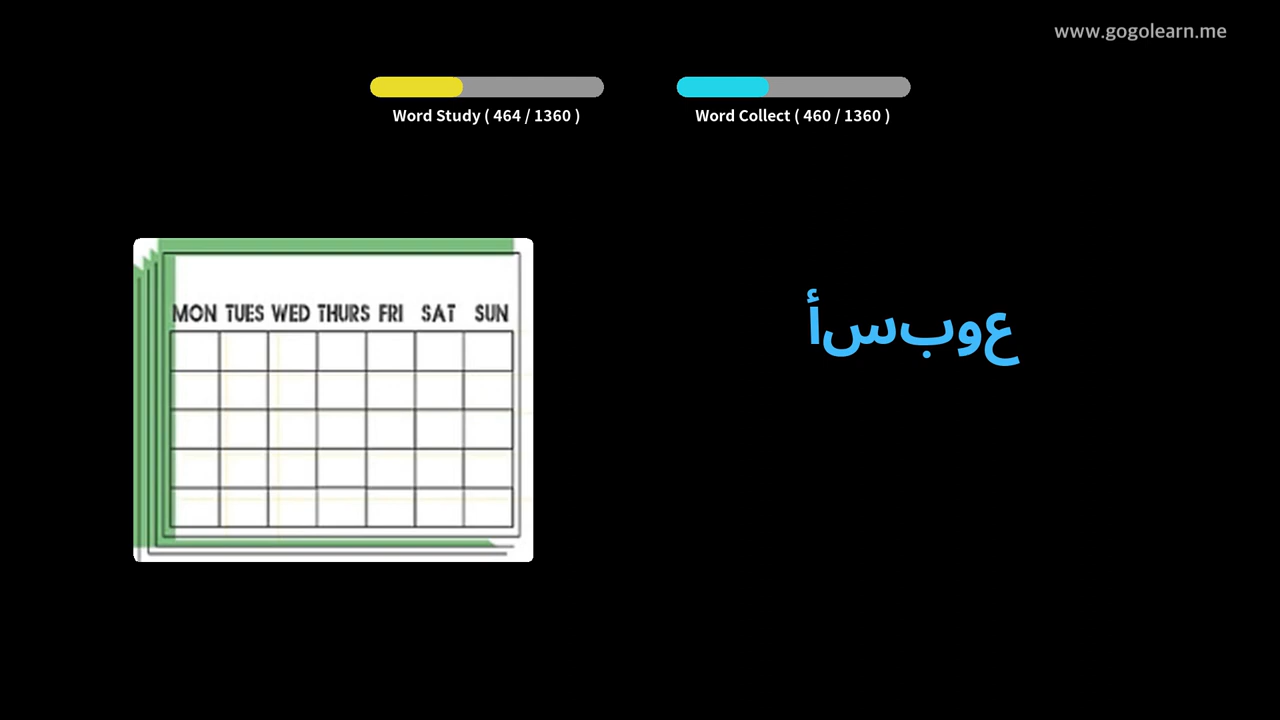 www.gogolearn.me
Word Study ( 464 / 1360 )
Word Collect ( 460 / 1360 )
MON TUES WED THURS FRI SAT SUN
أسبوع